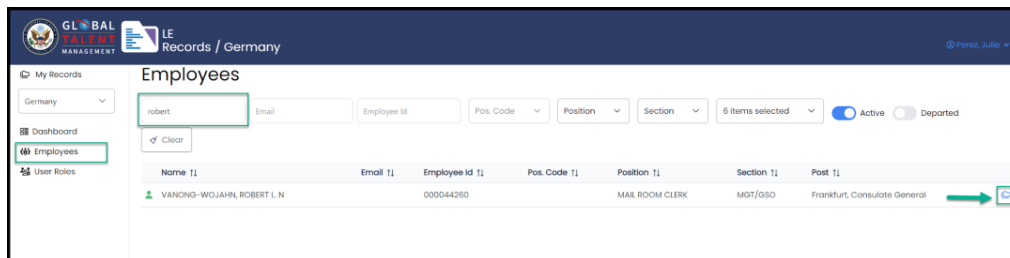 GLOBAL
TALENT
MANAGEMENT
LE
Records / Germany
Perez, Julie
My Records
Germany
Dashboard
Employees
User Roles
Employees
robert
Email
Employee Id
Pos. Code
Position
Section
6 items selected
Active
Departed
Clear
Name Email Employee Id Pos. Code Position Section Post
VANONG-WOJAHN, ROBERT L. N 000044260 MAIL ROOM CLERK MGT/GSO Frankfurt, Consulate General